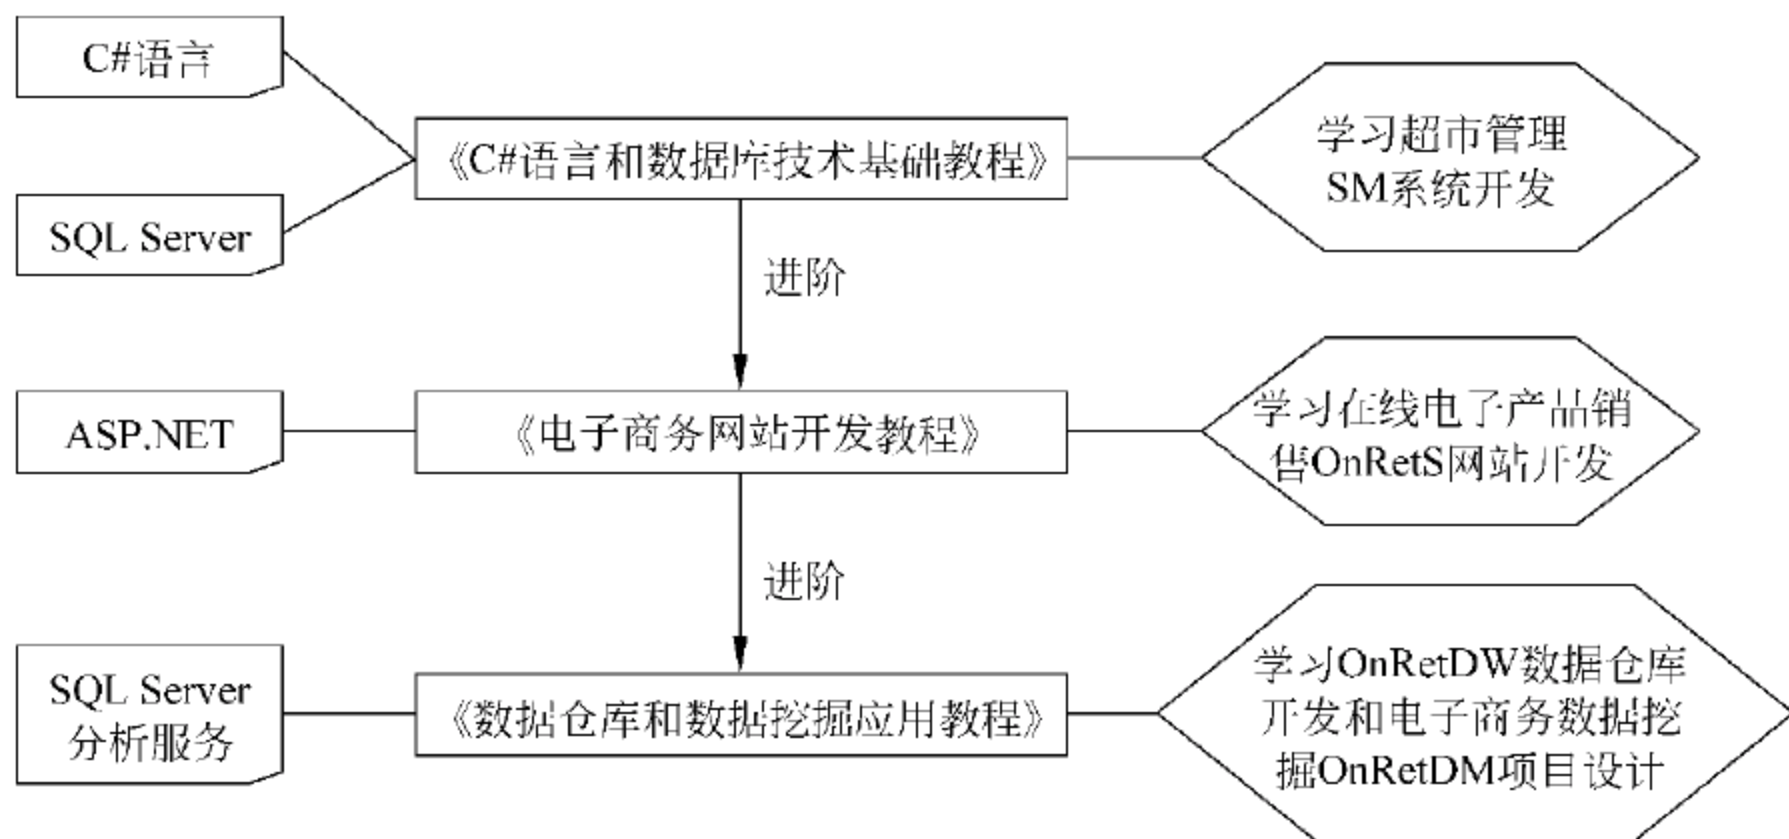 C#语言
SQL Server
《C#语言和数据库技术基础教程》
学习超市管理
SM系统开发
进阶
ASP.NET
《电子商务网站开发教程》
学习在线电子产品销
售OnRetS网站开发
进阶
SQL Server
分析服务
《数据仓库和数据挖掘应用教程》
学习OnRetDW数据仓库
开发和电子商务数据挖
掘OnRetDM项目设计